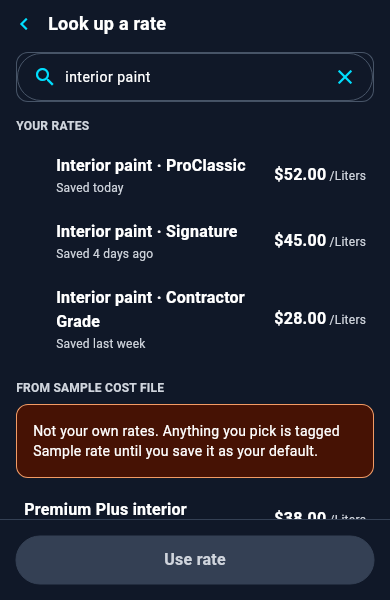 Look up a rate
interior paint
YOUR RATES
Interior paint · ProClassic
Saved today
$52.00 /Liters
Interior paint · Signature
Saved 4 days ago
$45.00 /Liters
Interior paint · Contractor
Grade
Saved last week
$28.00 /Liters
FROM SAMPLE COST FILE
Not your own rates. Anything you pick is tagged
Sample rate until you save it as your default.
Premium Plus interior
$38.00 /Liters
Use rate